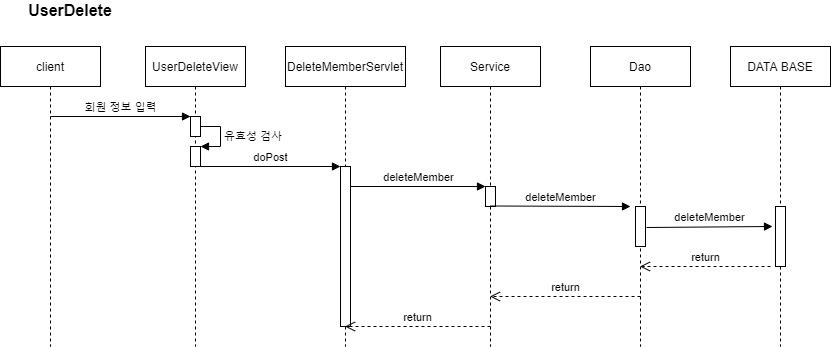 UserDelete
client
UserDeleteView
DeleteMemberServlet
Service
Dao
DATA BASE
회원 정보 입력
유효성 검사
doPost
deleteMember
deleteMember
deleteMember
return
return
return